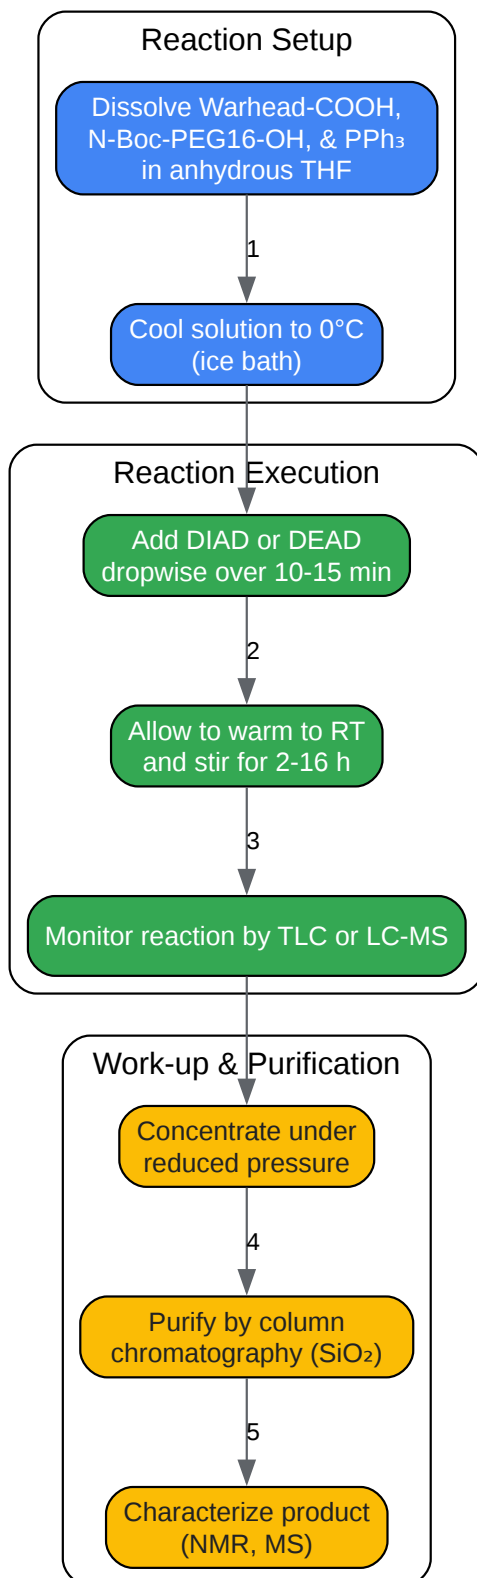 Reaction Setup
Dissolve Warhead-COOH,
N-Boc-PEG16-OH, & PPh₃
in anhydrous THF
1
Cool solution to 0°C
(ice bath)
Reaction Execution
Add DIAD or DEAD
dropwise over 10-15 min
2
Allow to warm to RT
and stir for 2-16 h
3
Monitor reaction by TLC or LC-MS
Work-up & Purification
Concentrate under
reduced pressure
4
Purify by column
chromatography (SiO₂)
5
Characterize product
(NMR, MS)